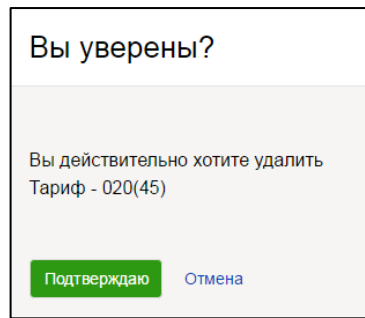 Вы уверены?
Вы действительно хотите удалить
Тариф - 020(45)
Подтверждаю Отмена